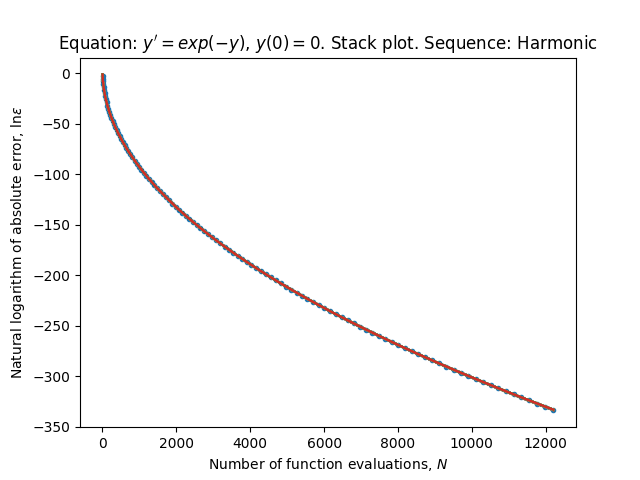 Equation: y′ = exp(−y), y(0) = 0. Stack plot. Sequence: Harmonic
Natural logarithm of absolute error, lnε
0
−50
−100
−150
−200
−250
−300
−350
0 2000 4000 6000 8000 10000 12000
Number of function evaluations, N